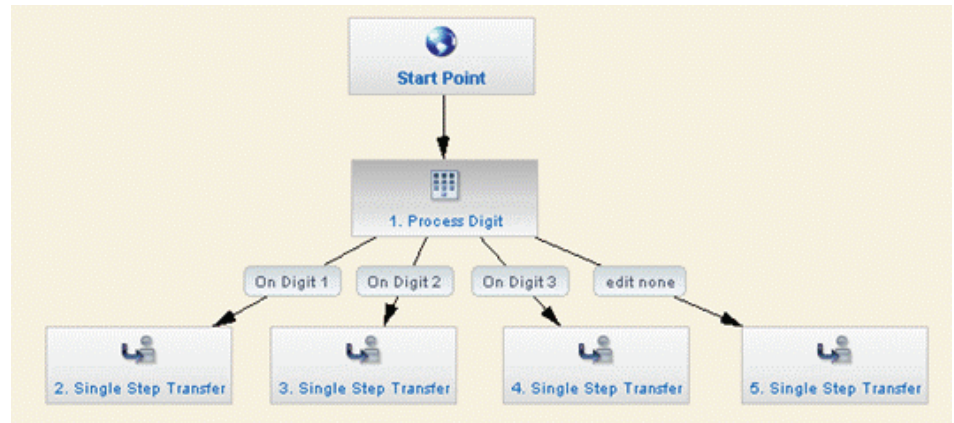 Start Point
1. Process Digit
On Digit 1
On Digit 2
On Digit 3
edit none
2. Single Step Transfer
3. Single Step Transfer
4. Single Step Transfer
5. Single Step Transfer